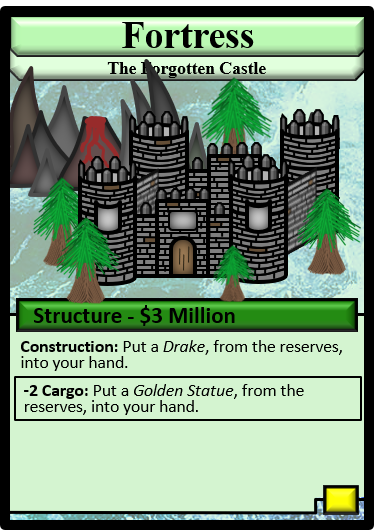 Fortress
The Forgotten Castle
Structure - $3 Million
Construction: Put a Drake, from the reserves,
into your hand.
-2 Cargo: Put a Golden Statue, from the
reserves, into your hand.